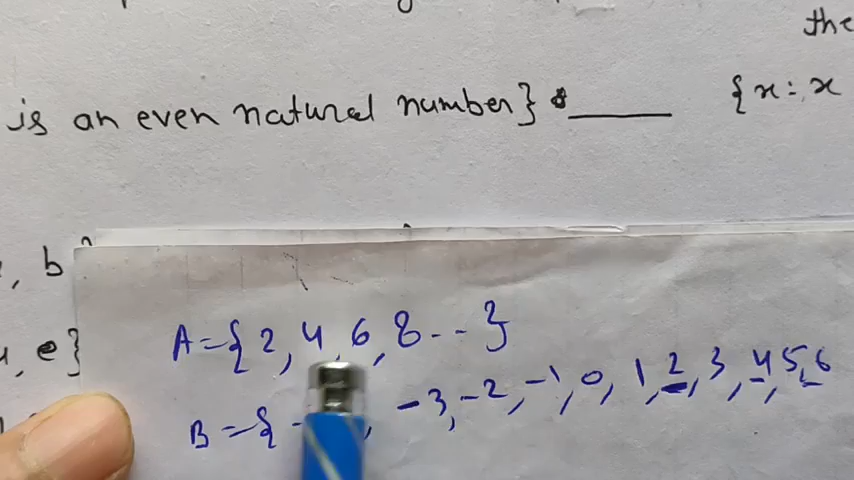 the
is an even natural number} _____ {x: x
, b
, e}
A = {2, 4, 6, 8 - - }
B = { -3, -2, -1, 0, 1, 2, 3, 4, 5, 6